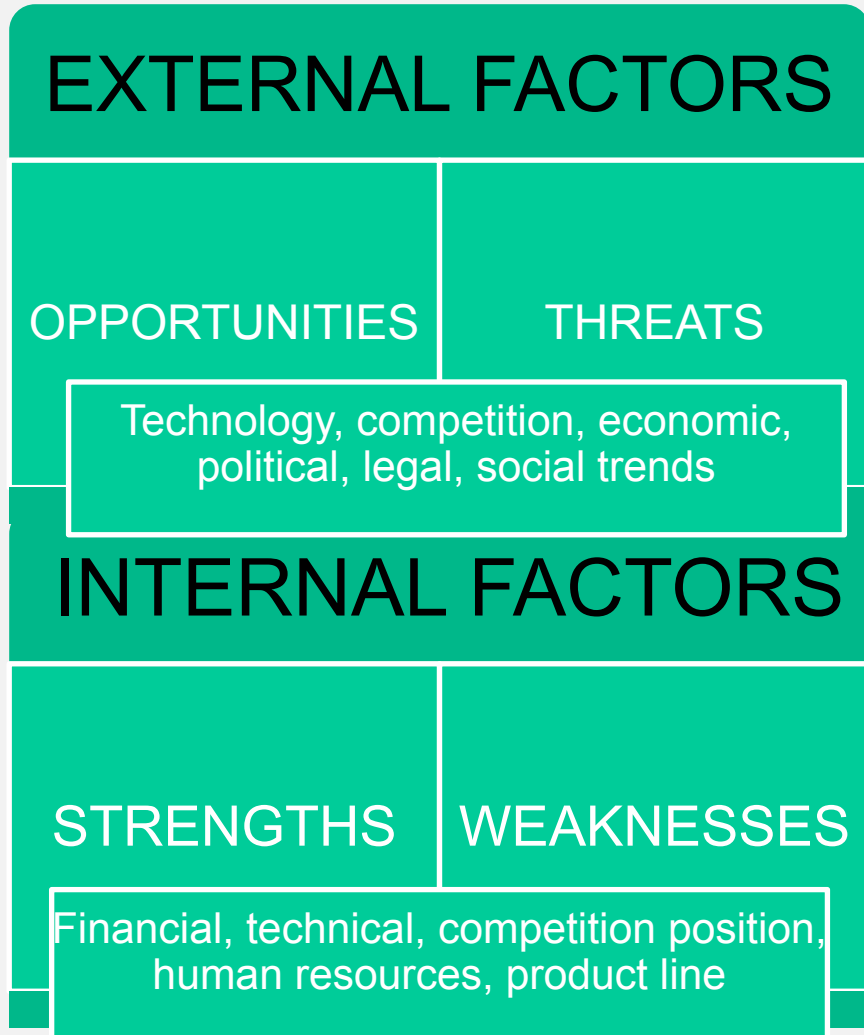 EXTERNAL FACTORS
OPPORTUNITIES
THREATS
Technology, competition, economic,
political, legal, social trends
INTERNAL FACTORS
STRENGTHS
WEAKNESSES
Financial, technical, competition position,
human resources, product line